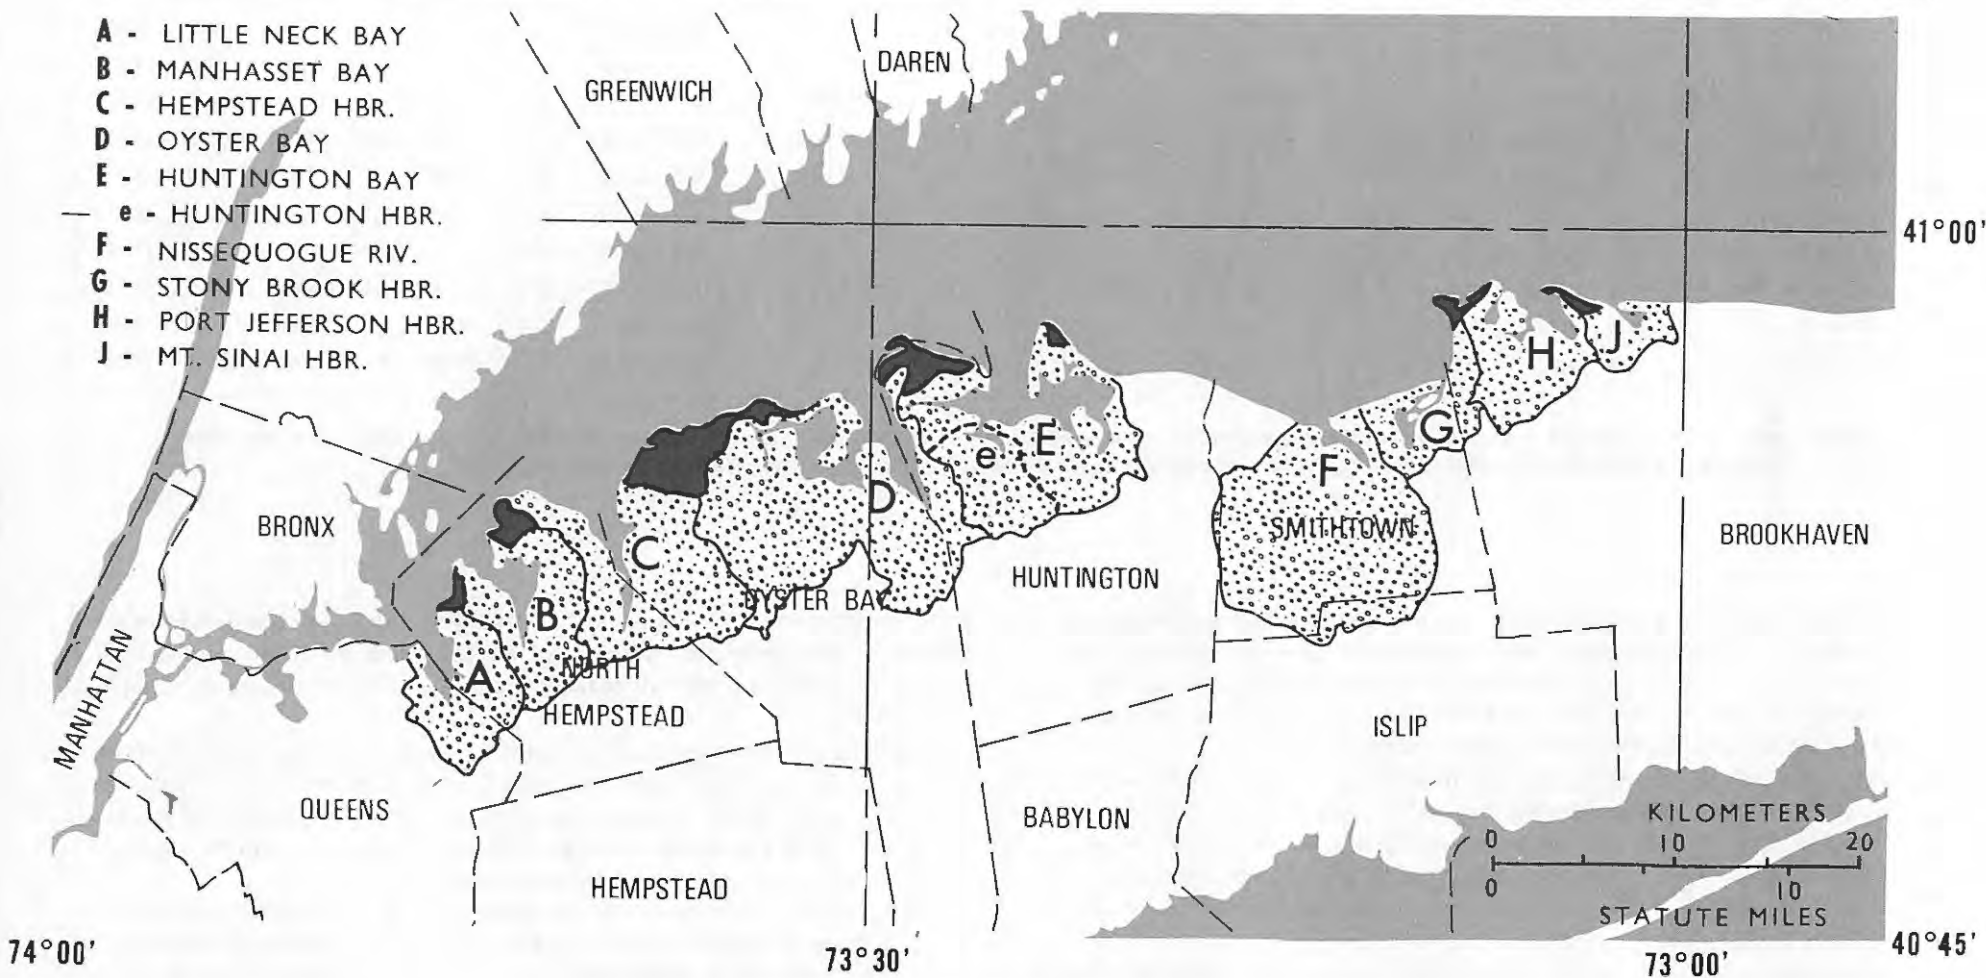 A - LITTLE NECK BAY
B - MANHASSET BAY
C - HEMPSTEAD HBR.
D - OYSTER BAY
E - HUNTINGTON BAY
e - HUNTINGTON HBR.
F - NISSEQUOGUE RIV.
G - STONY BROOK HBR.
H - PORT JEFFERSON HBR.
J - MT. SINAI HBR.
GREENWICH
DAREN
41°00'
H
J
G
E
e
F
D
SMITHTOWN
BRONX
C
BROOKHAVEN
HUNTINGTON
OYSTER BAY
B
MANHATTAN
A
NORTH
HEMPSTEAD
ISLIP
QUEENS
BABYLON
HEMPSTEAD
KILOMETERS
0 10 20
0 10
STATUTE MILES
74°00'
73°30'
73°00'
40°45'